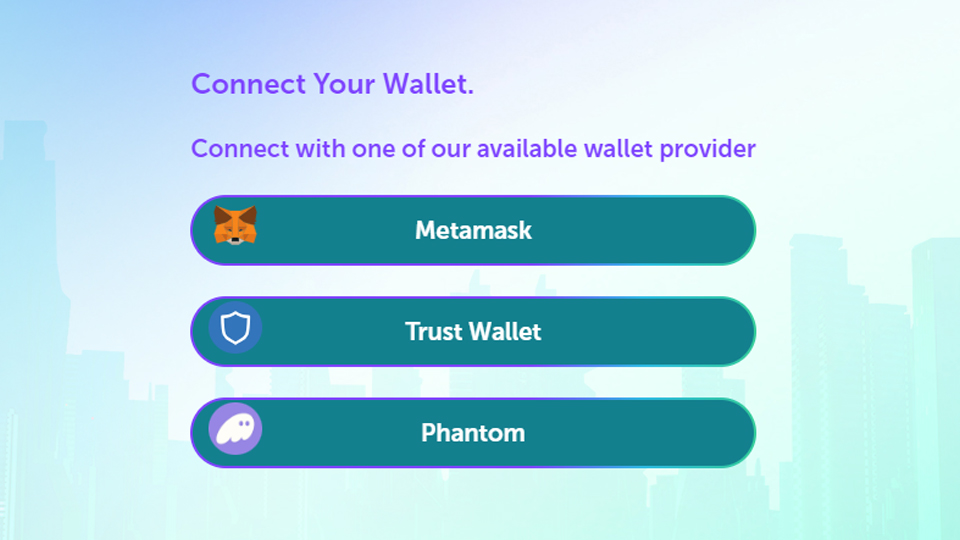 Connect Your Wallet.
Connect with one of our available wallet provider
Metamask
Trust Wallet
Phantom